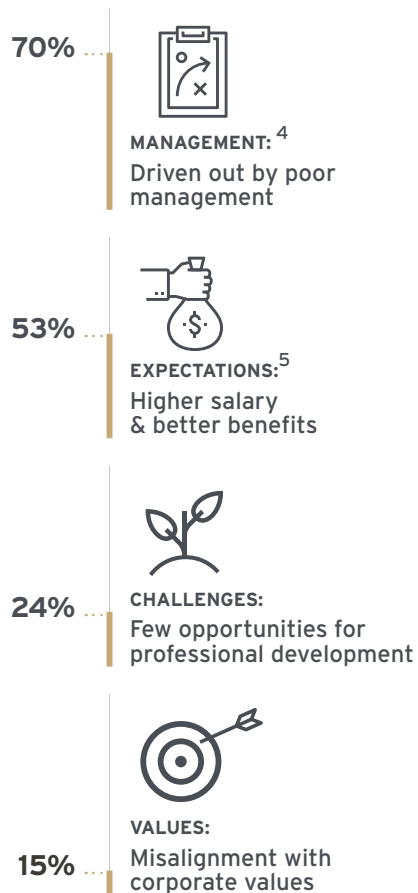 70%
MANAGEMENT: 4
Driven out by poor
management
53%
EXPECTATIONS:5
Higher salary
& better benefits
$
24%
CHALLENGES:
Few opportunities for
professional development
15%
VALUES:
Misalignment with
corporate values